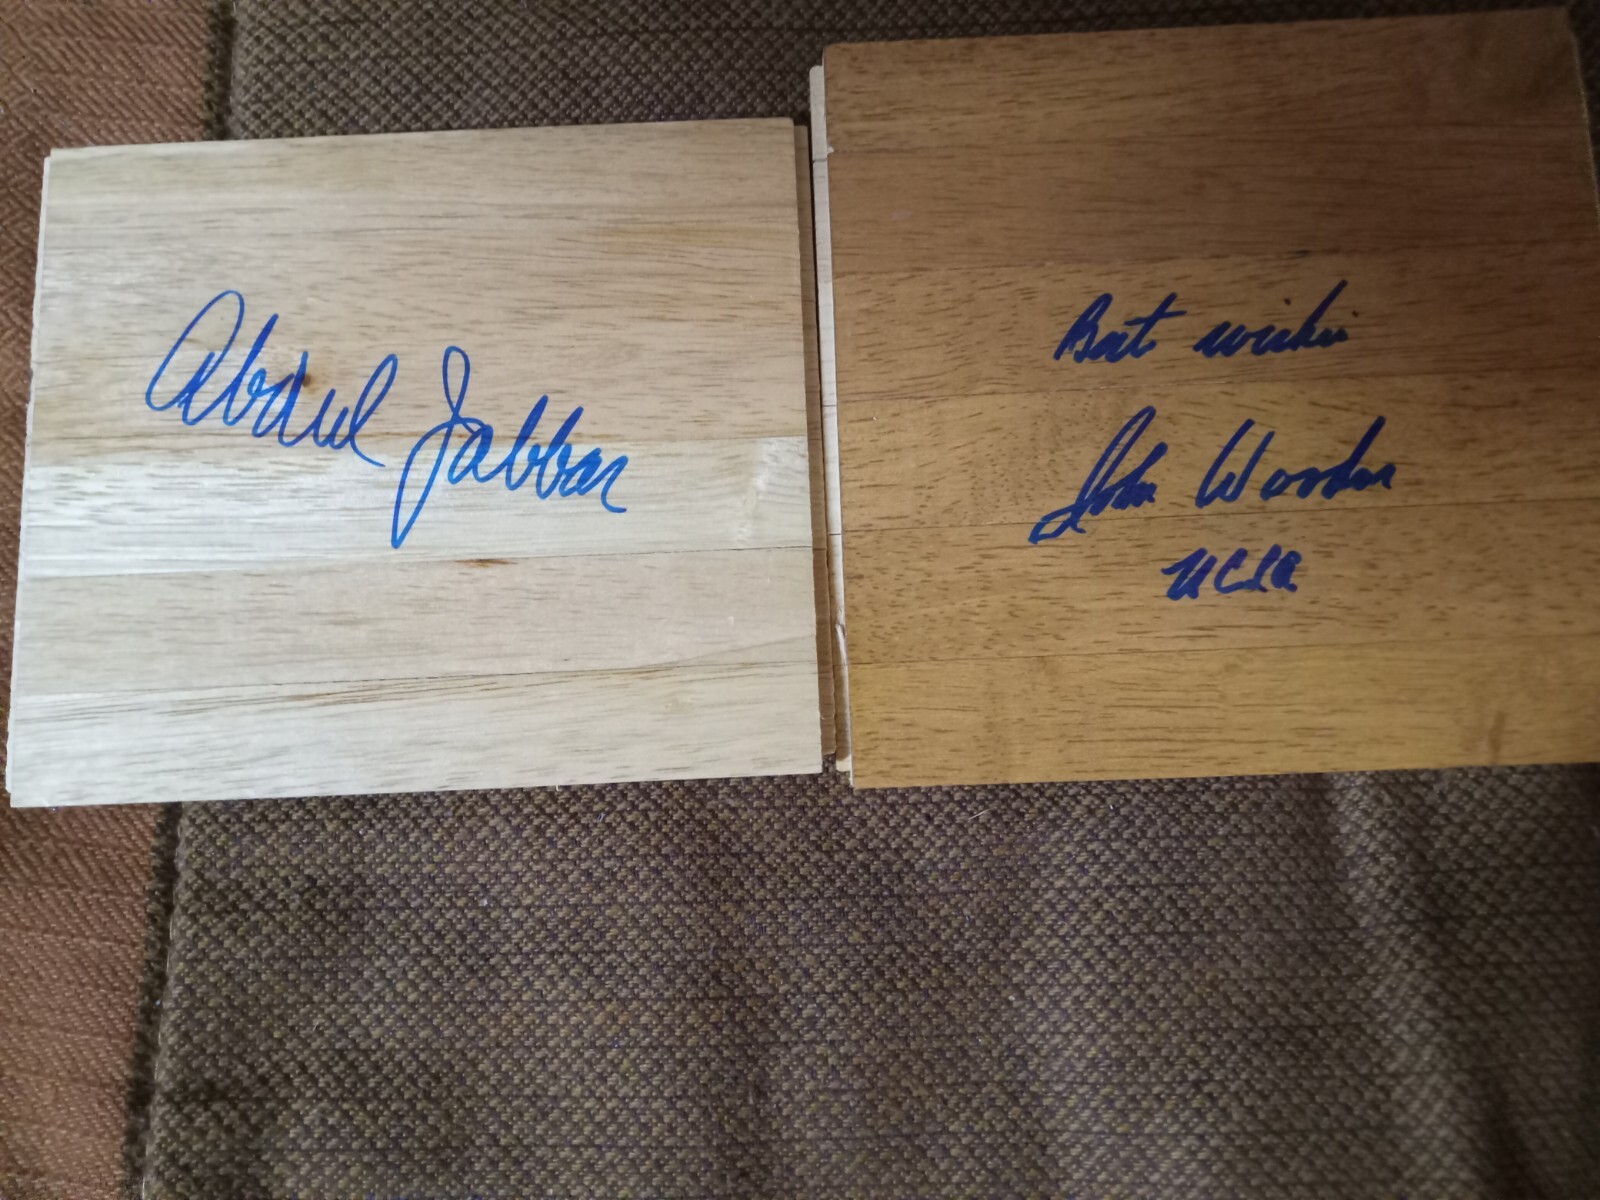 Abdul Jabbar
Best wishes
John Wooden
UCLA